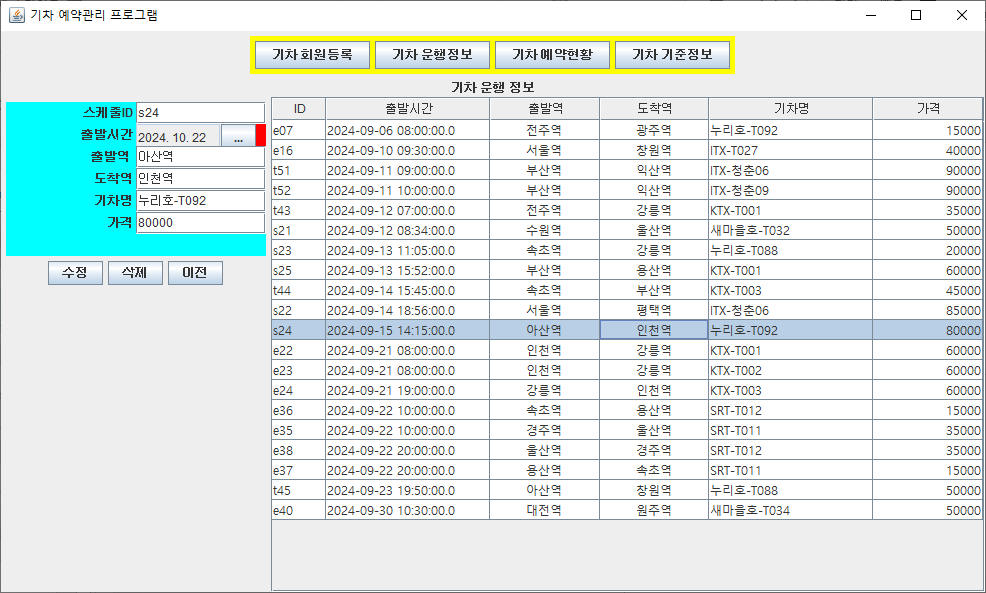 기차 예약관리 프로그램
기차 회원등록 기차 운행정보 기차 예약현황 기차 기준정보
기차 운행 정보
스케줄ID s24
출발시간 2024. 10. 22 ...
출발역 아산역
도착역 인천역
기차명 누리호-T092
가격 80000
수정 삭제 이전
ID 출발시간 출발역 도착역 기차명 가격
e07 2024-09-06 08:00:00.0 전주역 광주역 누리호-T092 15000
e16 2024-09-10 09:30:00.0 서울역 창원역 ITX-T027 40000
t51 2024-09-11 09:00:00.0 부산역 익산역 ITX-청춘06 90000
t52 2024-09-11 10:00:00.0 부산역 익산역 ITX-청춘09 90000
t43 2024-09-12 07:00:00.0 전주역 강릉역 KTX-T001 35000
s21 2024-09-12 08:34:00.0 수원역 울산역 새마을호-T032 50000
s23 2024-09-13 11:05:00.0 속초역 강릉역 누리호-T088 20000
s25 2024-09-13 15:52:00.0 부산역 용산역 KTX-T001 60000
t44 2024-09-14 15:45:00.0 속초역 부산역 KTX-T003 45000
s22 2024-09-14 18:56:00.0 서울역 평택역 ITX-청춘06 85000
s24 2024-09-15 14:15:00.0 아산역 인천역 누리호-T092 80000
e22 2024-09-21 08:00:00.0 인천역 강릉역 KTX-T001 60000
e23 2024-09-21 08:00:00.0 인천역 강릉역 KTX-T002 60000
e24 2024-09-21 19:00:00.0 강릉역 인천역 KTX-T003 60000
e36 2024-09-22 10:00:00.0 속초역 용산역 SRT-T012 15000
e35 2024-09-22 10:00:00.0 경주역 울산역 SRT-T011 35000
e38 2024-09-22 20:00:00.0 울산역 경주역 SRT-T012 35000
e37 2024-09-22 20:00:00.0 용산역 속초역 SRT-T011 15000
t45 2024-09-23 19:50:00.0 아산역 창원역 누리호-T088 50000
e40 2024-09-30 10:30:00.0 대전역 원주역 새마을호-T034 50000